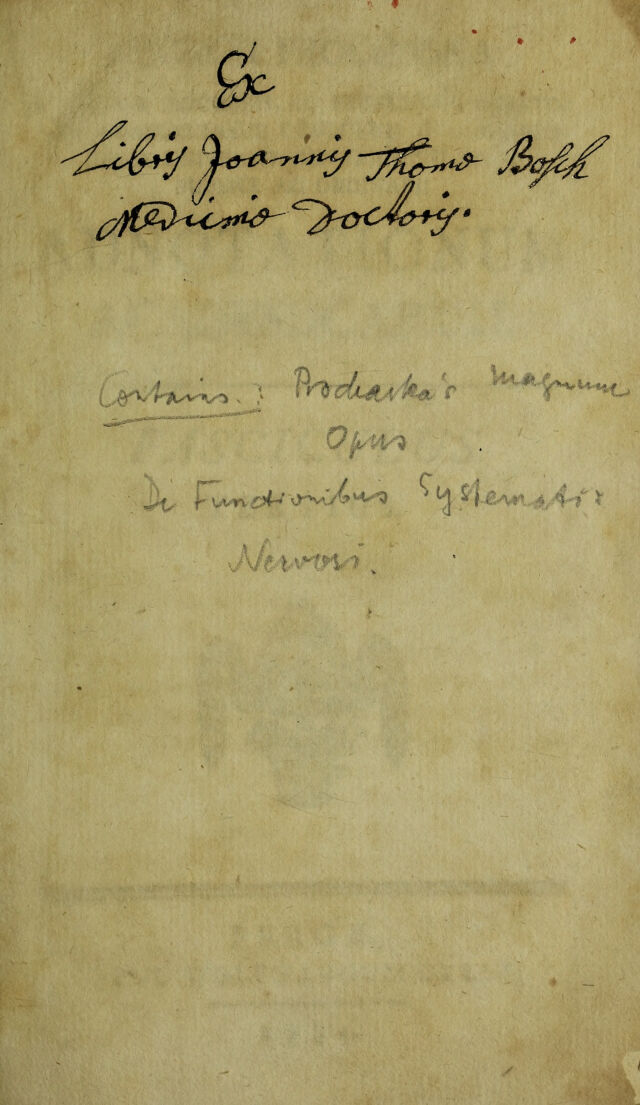 Ex
Libris Joannis Thomæ Bosch
Medicinæ Doctoris.
Contains: Prochaska's magnum
Opus
De Functionibus Systematis
Nervosi.